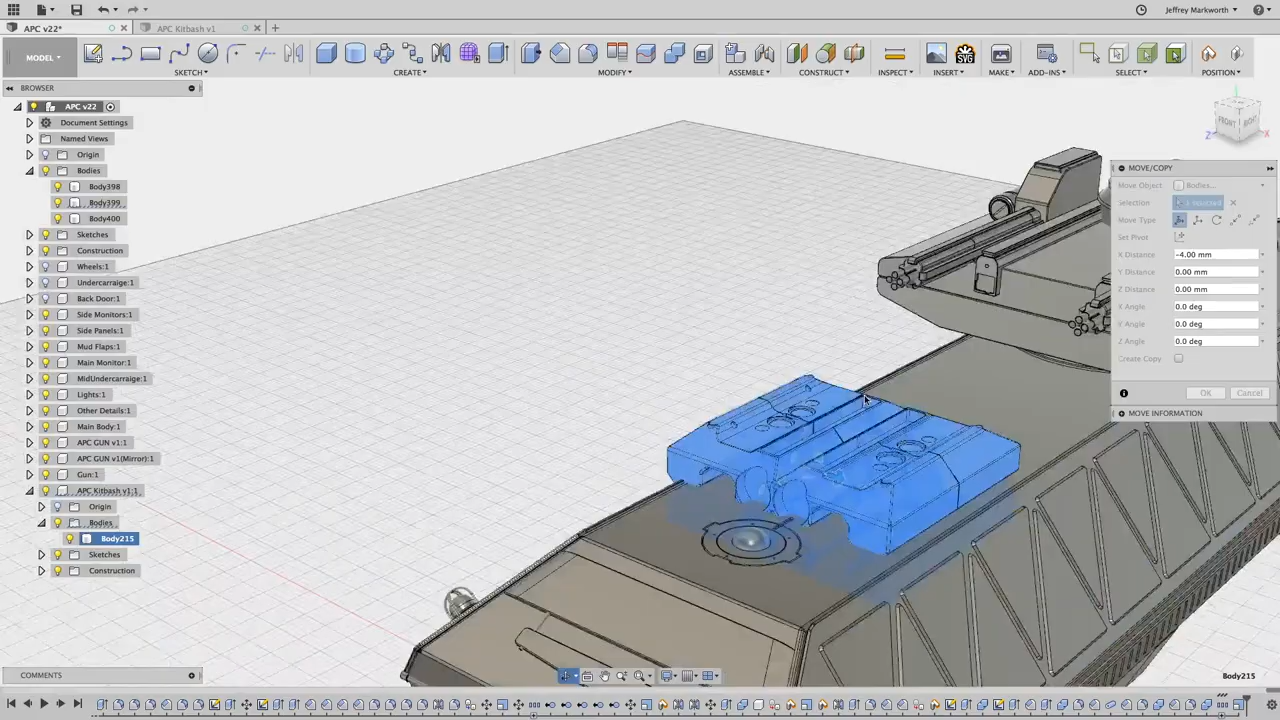 Jeffrey Markworth
APC v22*
APC Kitbash v1
MODEL
SKETCH
CREATE
MODIFY
ASSEMBLE
CONSTRUCT
INSPECT
INSERT
SVG
MAKE
ADD-INS
SELECT
POSITION
BROWSER
APC v22
Document Settings
Named Views
Origin
Bodies
Body398
Body399
Body400
Sketches
Construction
Wheels:1
Undercarraige:1
Back Door:1
Side Monitors:1
Side Panels:1
Mud Flaps:1
Main Monitor:1
MidUndercarraige:1
Lights:1
Other Details:1
Main Body:1
APC GUN v1:1
APC GUN v1(Mirror):1
Gun:1
APC Kitbash v1:1
Origin
Bodies
Body215
Sketches
Construction
FRONT
X
Z
MOVE/COPY
Move Object
Bodies...
Selection
1 selected
Move Type
Set Pivot
X Distance
-4.00 mm
Y Distance
0.00 mm
Z Distance
0.00 mm
X Angle
0.0 deg
Y Angle
0.0 deg
Z Angle
0.0 deg
Create Copy
OK
Cancel
MOVE INFORMATION
COMMENTS
Body215